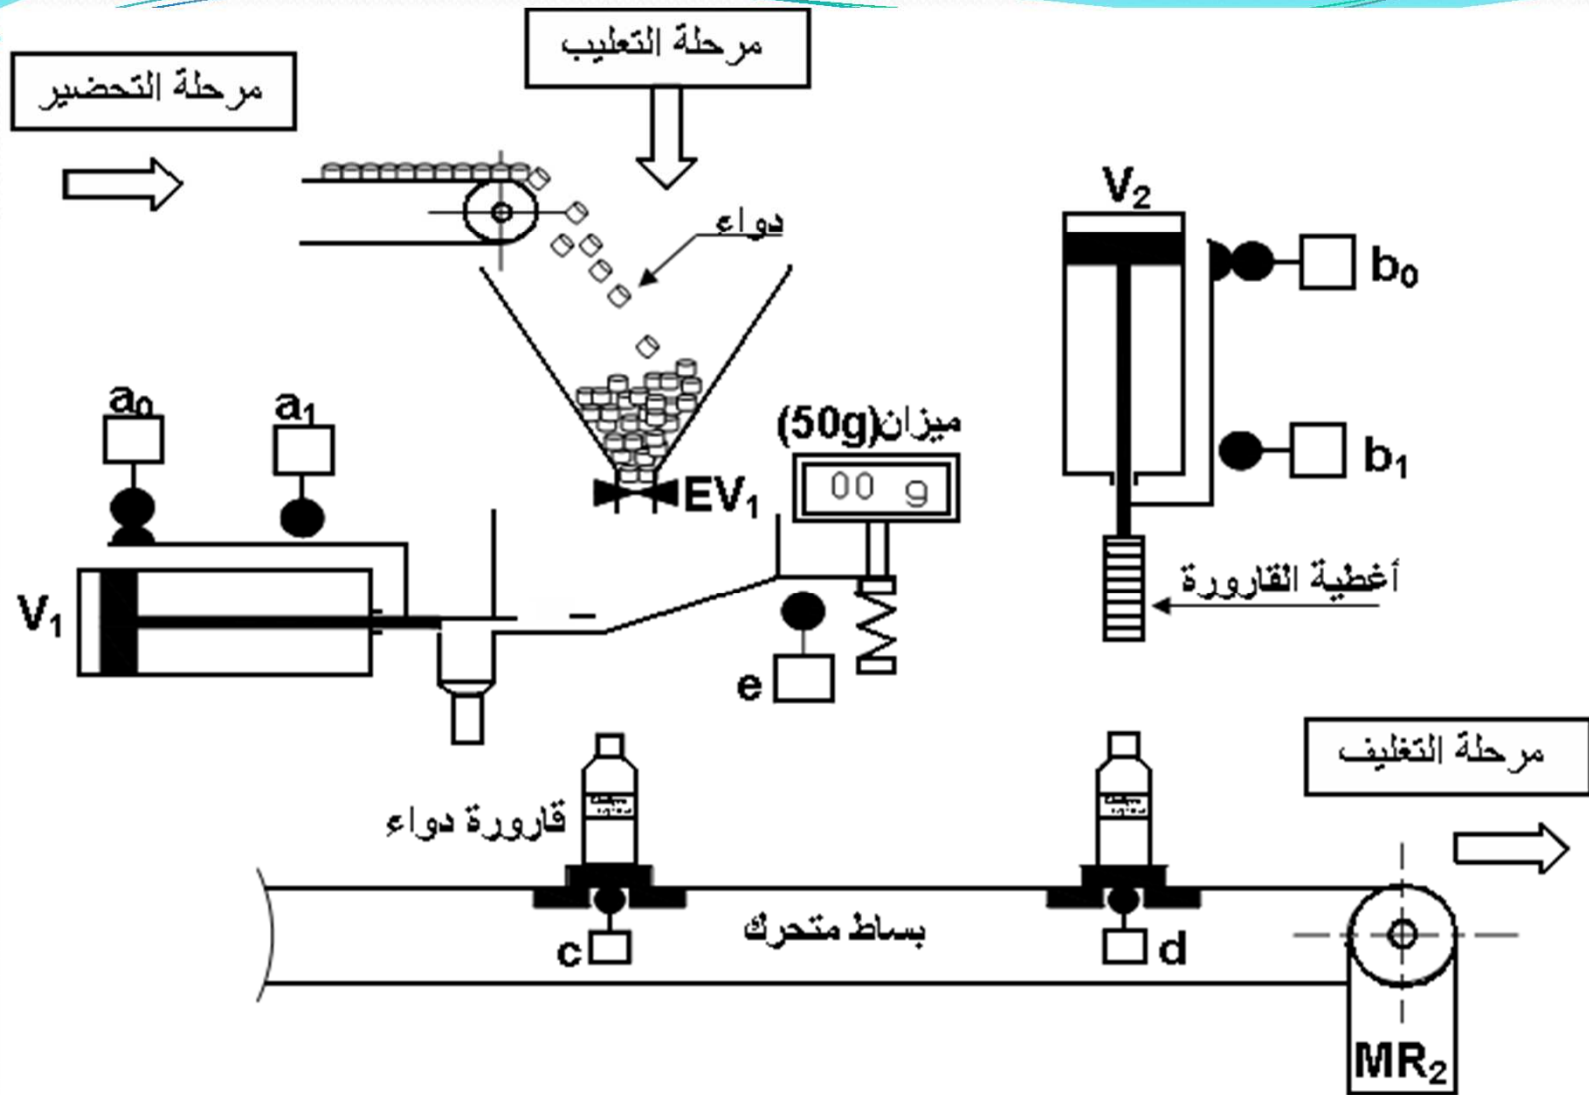 مرحلة التعليب
مرحلة التحضير
دواء
V₂
b₀
a₀
a₁
ميزان(50g)
00 g
b₁
EV₁
أغطية القارورة
V₁
e
مرحلة التغليف
قارورة دواء
بساط متحرك
c
d
MR₂